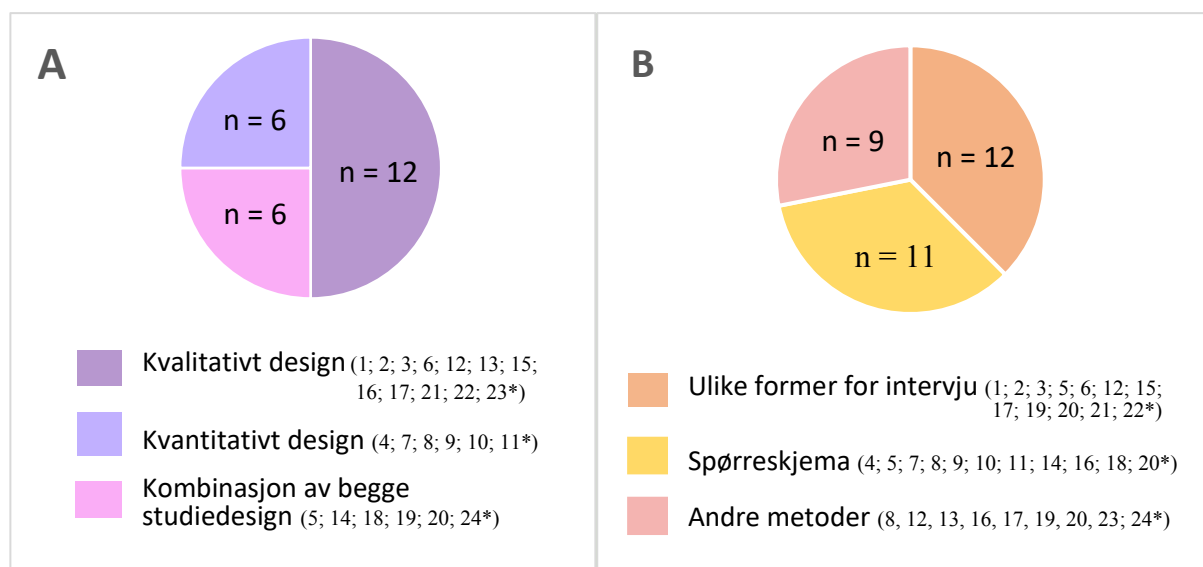 A
n = 6
n = 12
n = 6
Kvalitativt design (1; 2; 3; 6; 12; 13; 15;
16; 17; 21; 22; 23*)
Kvantitativt design (4; 7; 8; 9; 10; 11*)
Kombinasjon av begge
studiedesign (5; 14; 18; 19; 20; 24*)
B
n = 9
n = 12
n = 11
Ulike former for intervju (1; 2; 3; 5; 6; 12; 15;
17; 19; 20; 21; 22*)
Spørreskjema (4; 5; 7; 8; 9; 10; 11; 14; 16; 18; 20*)
Andre metoder (8, 12, 13, 16, 17, 19, 20, 23; 24*)